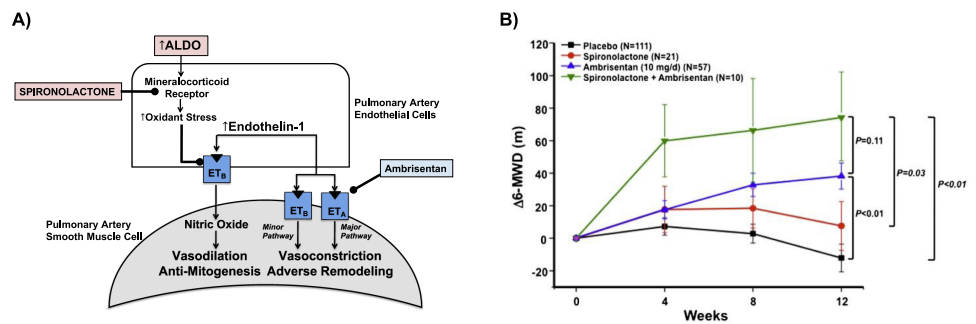 A)
↑ALDO
SPIRONOLACTONE
Mineralocorticoid
Receptor
↑Oxidant Stress
Pulmonary Artery
Endothelial Cells
↑Endothelin-1
ETB
Ambrisentan
ETB
ETA
Pulmonary Artery
Smooth Muscle Cell
Nitric Oxide
Minor
Pathway
Major
Pathway
Vasodilation
Anti-Mitogenesis
Vasoconstriction
Adverse Remodeling
B)
Placebo (N=111)
Spironolactone (N=21)
Ambrisentan (10 mg/d) (N=57)
Spironolactone + Ambrisentan (N=10)
Δ6-MWD (m)
120
100
80
60
40
20
0
-20
P=0.11
P<0.01
P=0.03
P<0.01
0 4 8 12
Weeks